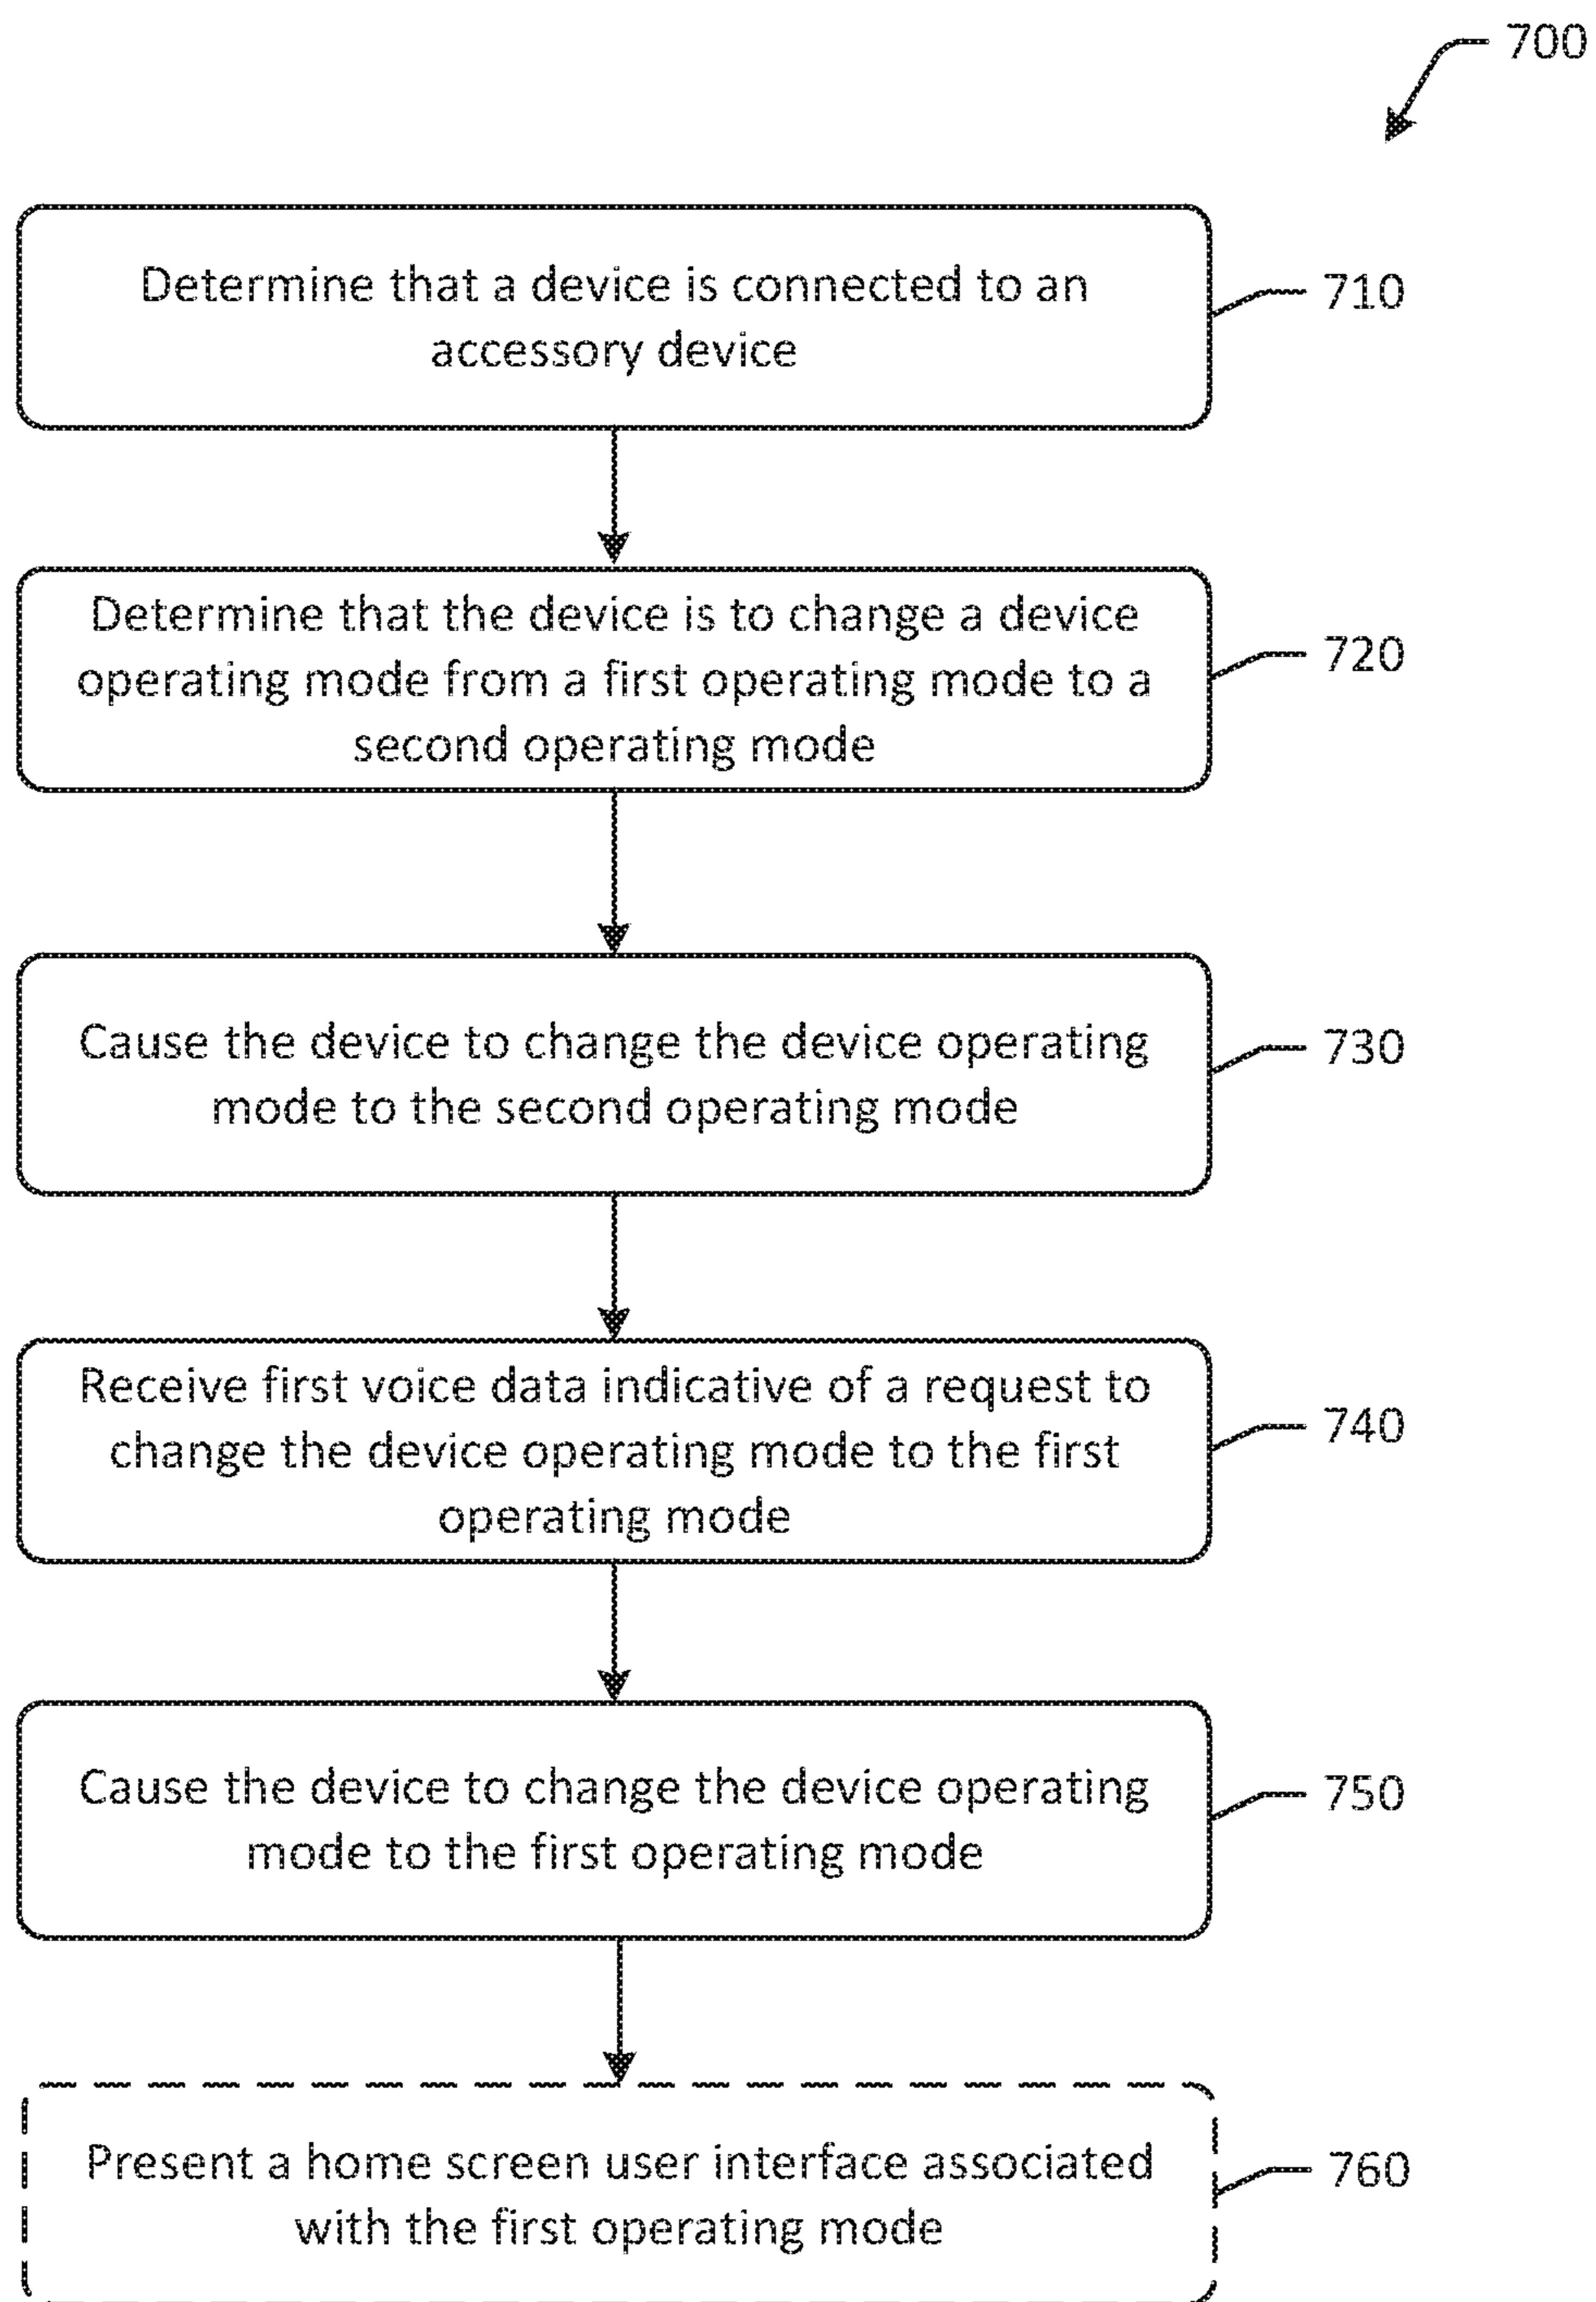 700
Determine that a device is connected to an
accessory device
710
Determine that the device is to change a device
operating mode from a first operating mode to a
second operating mode
720
Cause the device to change the device operating
mode to the second operating mode
730
Receive first voice data indicative of a request to
change the device operating mode to the first
operating mode
740
Cause the device to change the device operating
mode to the first operating mode
750
Present a home screen user interface associated
with the first operating mode
760